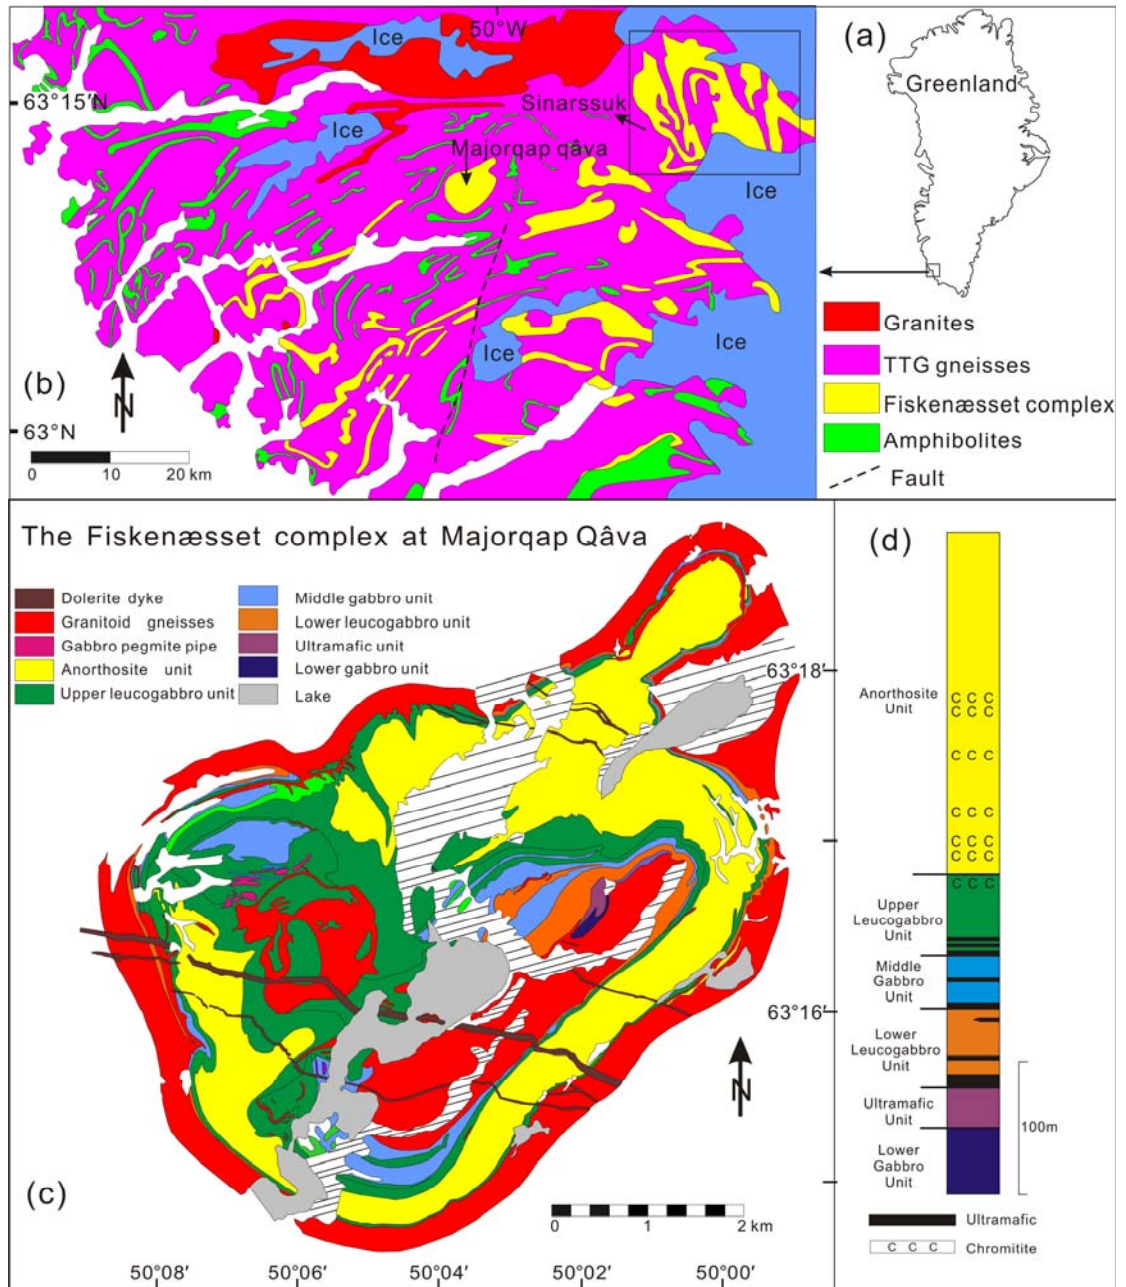 50°W
Ice
(a)
Greenland
63°15′N
Sinarssuk
Ice
Majorqap qâva
Ice
Granites
TTG gneisses
Fiskenæsset complex
Amphibolites
Fault
Ice
Ice
(b)
N
63°N
0 10 20 km
The Fiskenæsset complex at Majorqap Qâva
Dolerite dyke
Granitoid gneisses
Gabbro pegmite pipe
Anorthosite unit
Upper leucogabbro unit
Middle gabbro unit
Lower leucogabbro unit
Ultramafic unit
Lower gabbro unit
Lake
63°18′
63°16′
N
(c)
0 1 2 km
50°08′ 50°06′ 50°04′ 50°02′ 50°00′
(d)
Anorthosite
Unit
C C C
C C C
C C C
C C C
C C C
C C C
C C C
Upper
Leucogabbro
Unit
Middle
Gabbro
Unit
Lower
Leucogabbro
Unit
Ultramafic
Unit
100m
Lower
Gabbro
Unit
Ultramafic
C C C
Chromitite